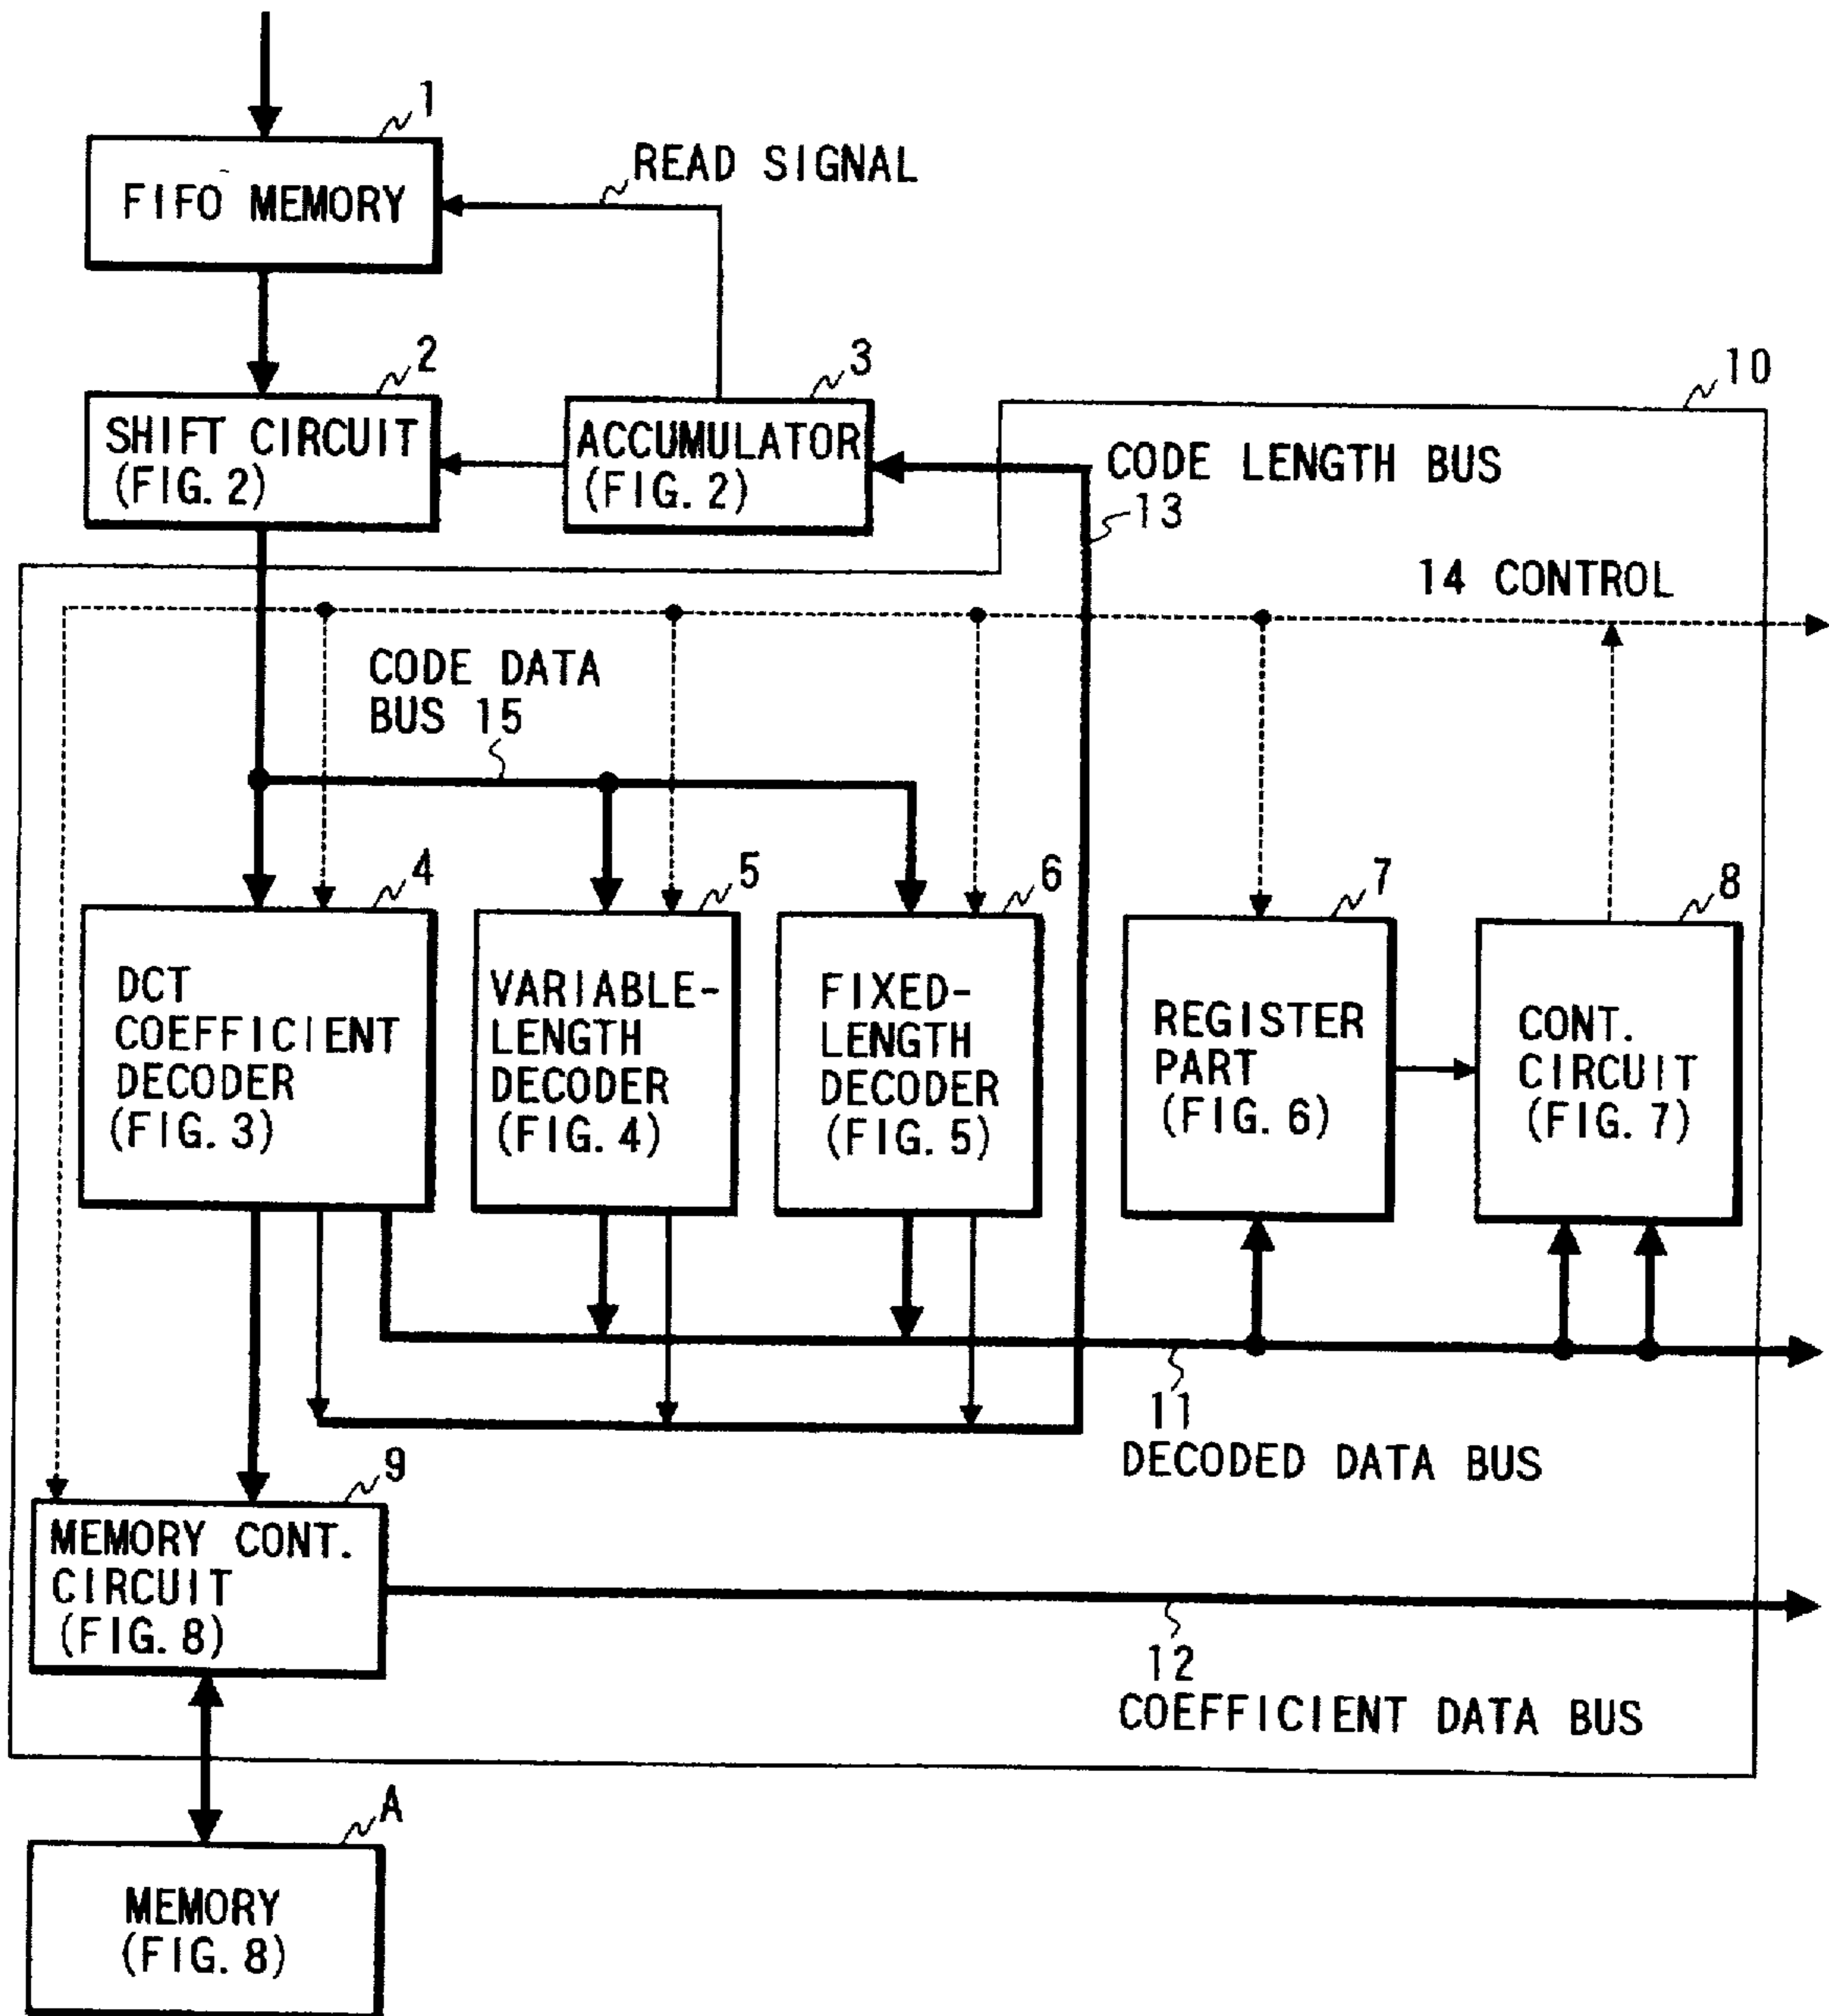 1
FIFO MEMORY
READ SIGNAL
2
SHIFT CIRCUIT
(FIG. 2)
3
ACCUMULATOR
(FIG. 2)
10
CODE LENGTH BUS
13
14 CONTROL
CODE DATA
BUS 15
4
DCT
COEFFICIENT
DECODER
(FIG. 3)
5
VARIABLE-
LENGTH
DECODER
(FIG. 4)
6
FIXED-
LENGTH
DECODER
(FIG. 5)
7
REGISTER
PART
(FIG. 6)
8
CONT.
CIRCUIT
(FIG. 7)
11
DECODED DATA BUS
9
MEMORY CONT.
CIRCUIT
(FIG. 8)
12
COEFFICIENT DATA BUS
A
MEMORY
(FIG. 8)